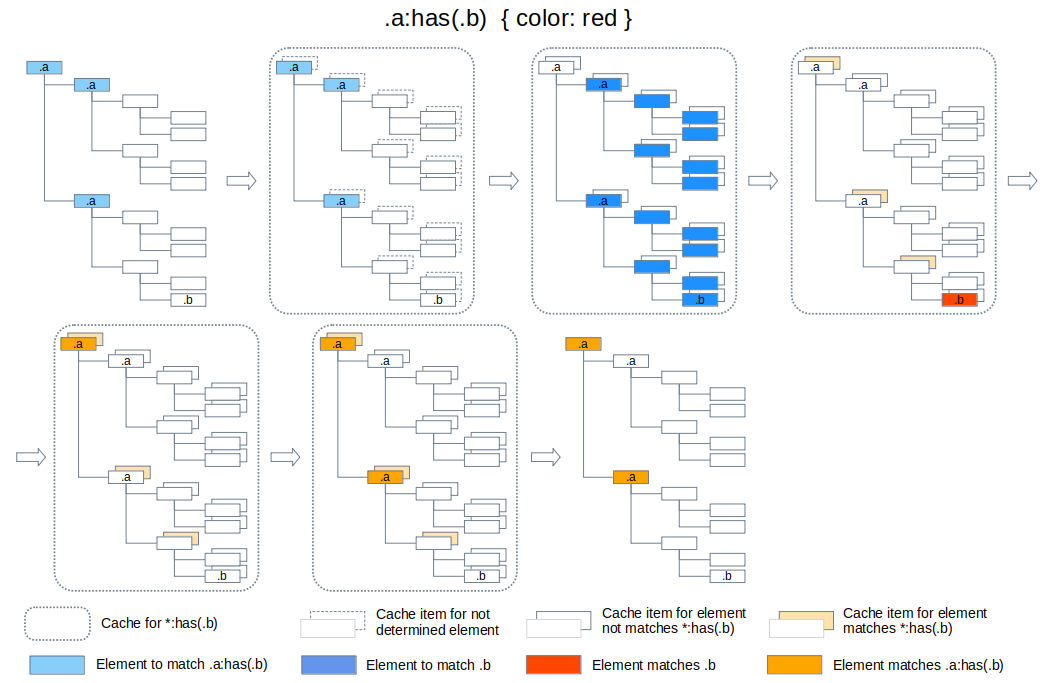 .a:has(.b)  { color: red }
.a
.a
.a
.b
.a
.a
.a
.b
.a
.a
.a
.b
.a
.a
.a
.b
.a
.a
.a
.b
.a
.a
.a
.b
.a
.a
.a
.b
Cache for *:has(.b)
Cache item for not
determined element
Cache item for element
not matches *:has(.b)
Cache item for element
matches *:has(.b)
Element to match .a:has(.b)
Element to match .b
Element matches .b
Element matches .a:has(.b)